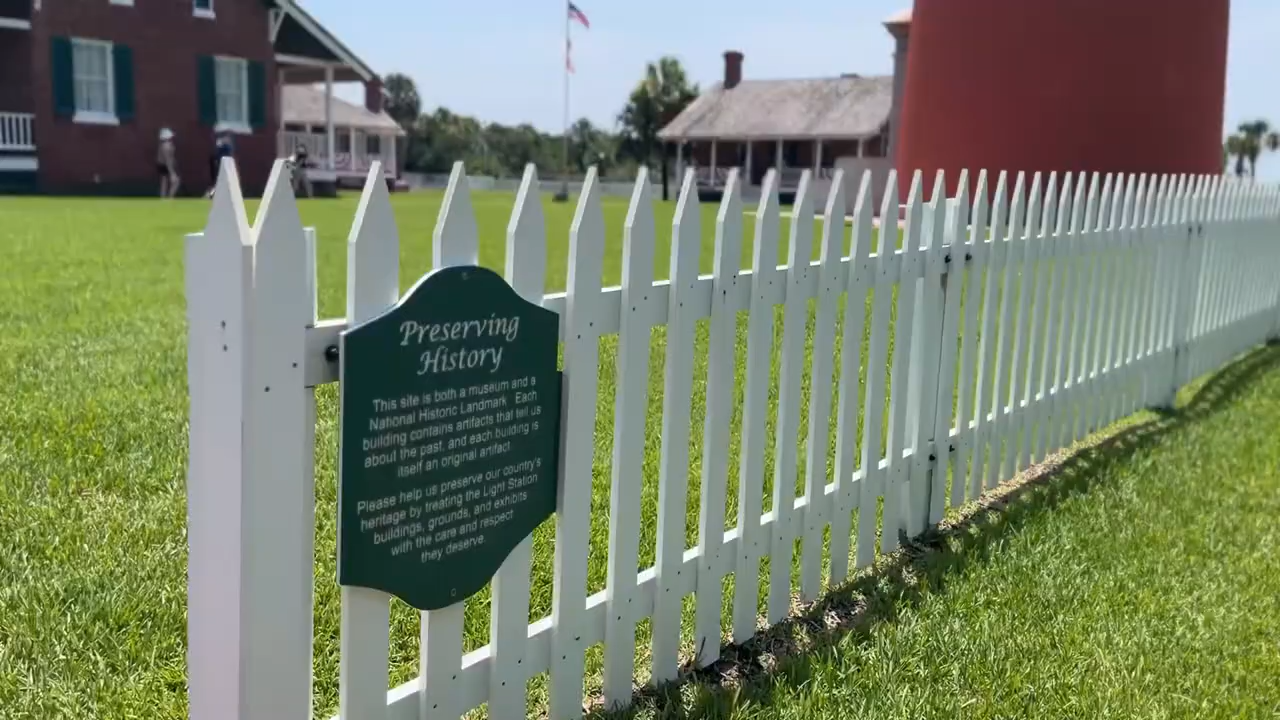 Preserving
History
This site is both a museum and a
National Historic Landmark. Each
building contains artifacts that tell us
about the past, and each building is
itself an original artifact.
Please help us preserve our country's
heritage by treating the Light Station
buildings, grounds, and exhibits
with the care and respect
they deserve.